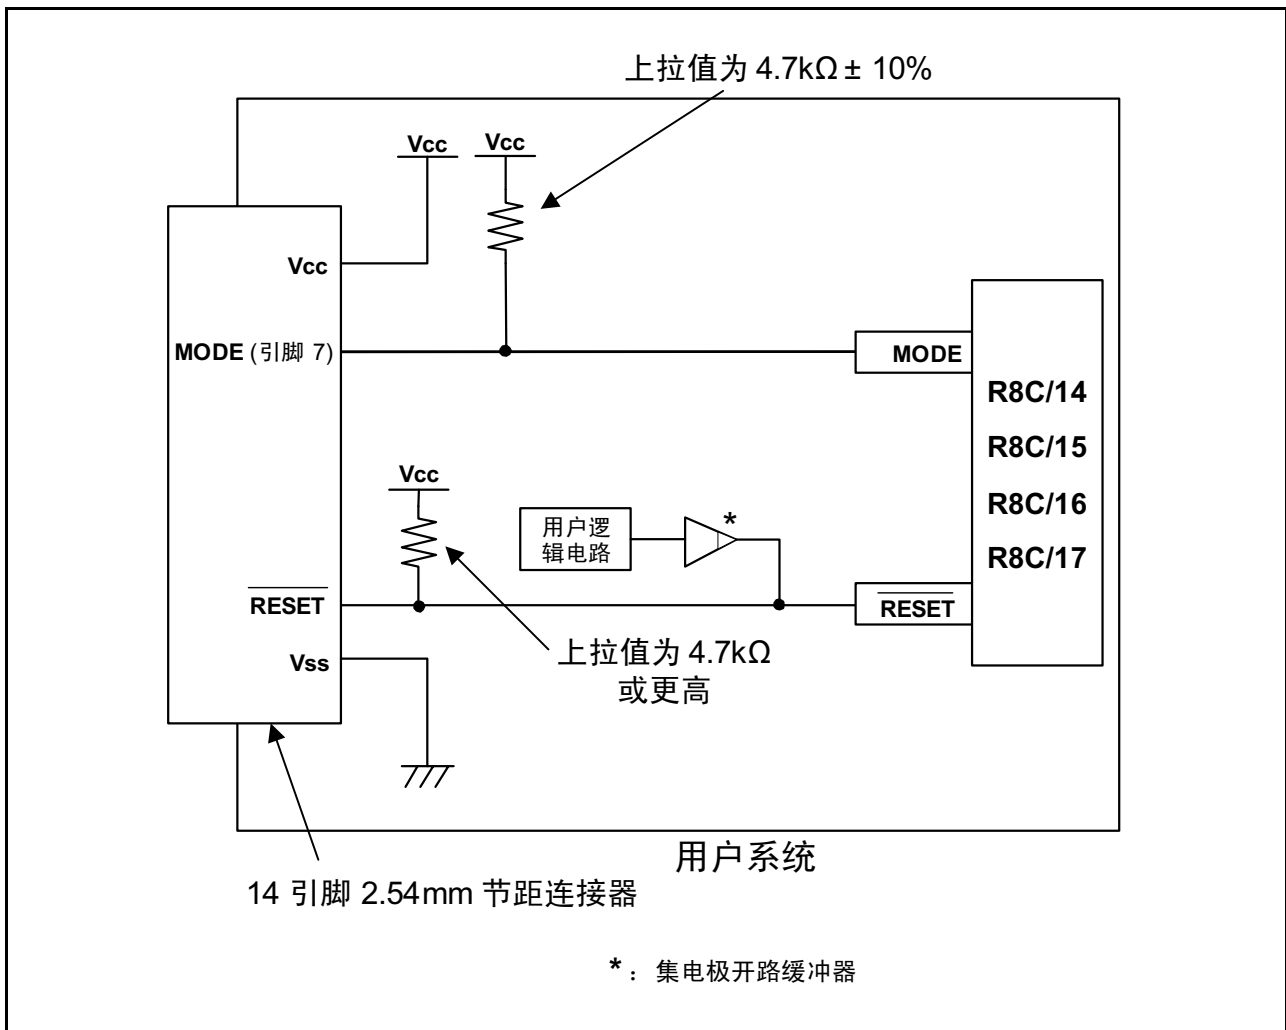 上拉值为 4.7kΩ ± 10%
Vcc
Vcc
Vcc
MODE (引脚 7)
MODE
R8C/14
R8C/15
R8C/16
R8C/17
Vcc
用户逻
辑电路
*
RESET
RESET
Vss
上拉值为 4.7kΩ
或更高
用户系统
14 引脚 2.54mm 节距连接器
*：集电极开路缓冲器